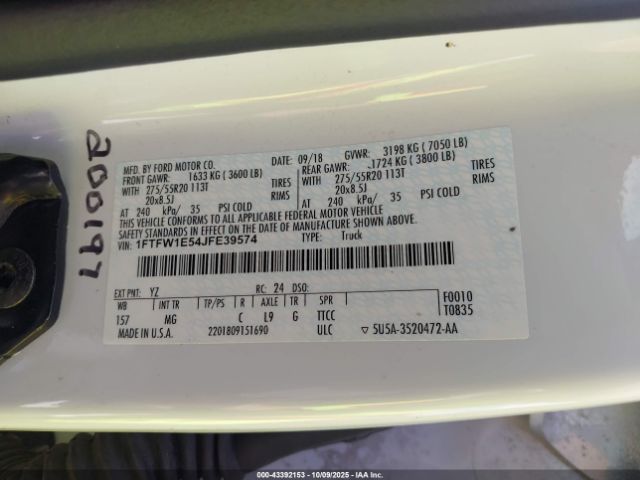 200197
MFD. BY FORD MOTOR CO. 09/18 GVWR: 3198 KG ( 7050 LB)
FRONT GAWR: 1633 KG ( 3600 LB) REAR GAWR: 1724 KG ( 3800 LB)
WITH 275/55R20 113T TIRES WITH 275/55R20 113T TIRES
20x8.5J RIMS 20x8.5J RIMS
AT 240 kPa/ 35 PSI COLD AT 240 kPa/ 35 PSI COLD
THIS VEHICLE CONFORMS TO ALL APPLICABLE FEDERAL MOTOR VEHICLE
SAFETY STANDARDS IN EFFECT ON THE DATE OF MANUFACTURE SHOWN ABOVE.
VIN: 1FTFW1E54JFE39574 TYPE: Truck
EXT PNT: YZ RC: 24 DSO:
WB INT TR TP/PS R AXLE TR SPR F0010
157 MG C L9 G TTCC T0835
MADE IN U.S.A. 2201809151690 ULC 5U5A-3520472-AA
000-43392153 - 10/09/2025 - IAA Inc.